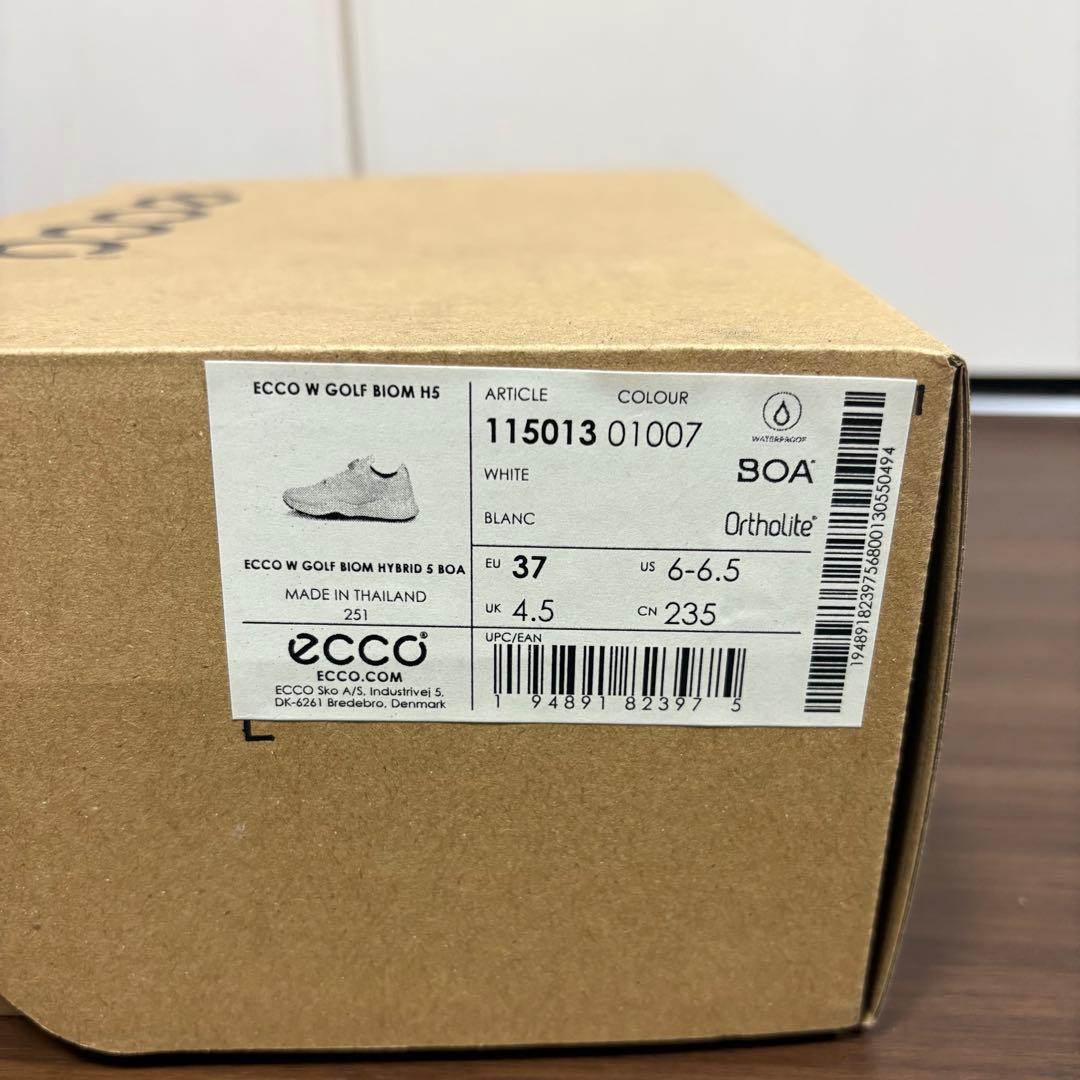 ecco
ECCO W GOLF BIOM H5
ECCO W GOLF BIOM HYBRID 5 BOA
MADE IN THAILAND
251
ecco®
ECCO.COM
ECCO Sko A/S, Industrivej 5,
DK-6261 Bredebro, Denmark
ARTICLE COLOUR
115013 01007
WHITE
BLANC
WATERPROOF
BOA®
Ortholite®
EU 37 US 6-6.5
UK 4.5 CN 235
UPC/EAN
1 94891 82397 5
1948918239756800130550494